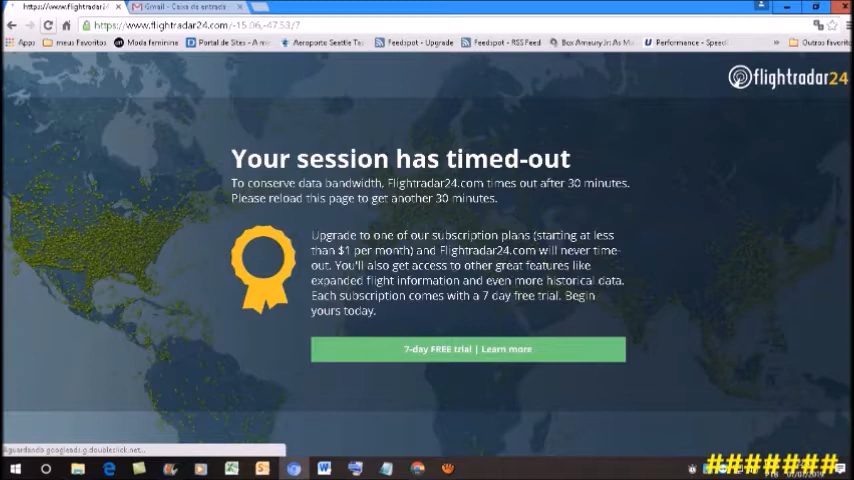 https://www.flightradar24
Gmail - Caixa de entrada
https://www.flightradar24.com/-15.06,-47.53/7
Apps meus Favoritos Moda feminina Portal de Sites - A m Aeroporto Seattle Ta Feedspot - Upgrade Feedspot - RSS Feed Box Amaury Jr: As M Performance - Speed Outros favorito
flightradar24
Your session has timed-out
To conserve data bandwidth, Flightradar24.com times out after 30 minutes.
Please reload this page to get another 30 minutes.
Upgrade to one of our subscription plans (starting at less
than $1 per month) and Flightradar24.com will never time-
out. You'll also get access to other great features like
expanded flight information and even more historical data.
Each subscription comes with a 7 day free trial. Begin
yours today.
7-day FREE trial | Learn more
Aguardando googleads.g.doubleclick.net...
#######